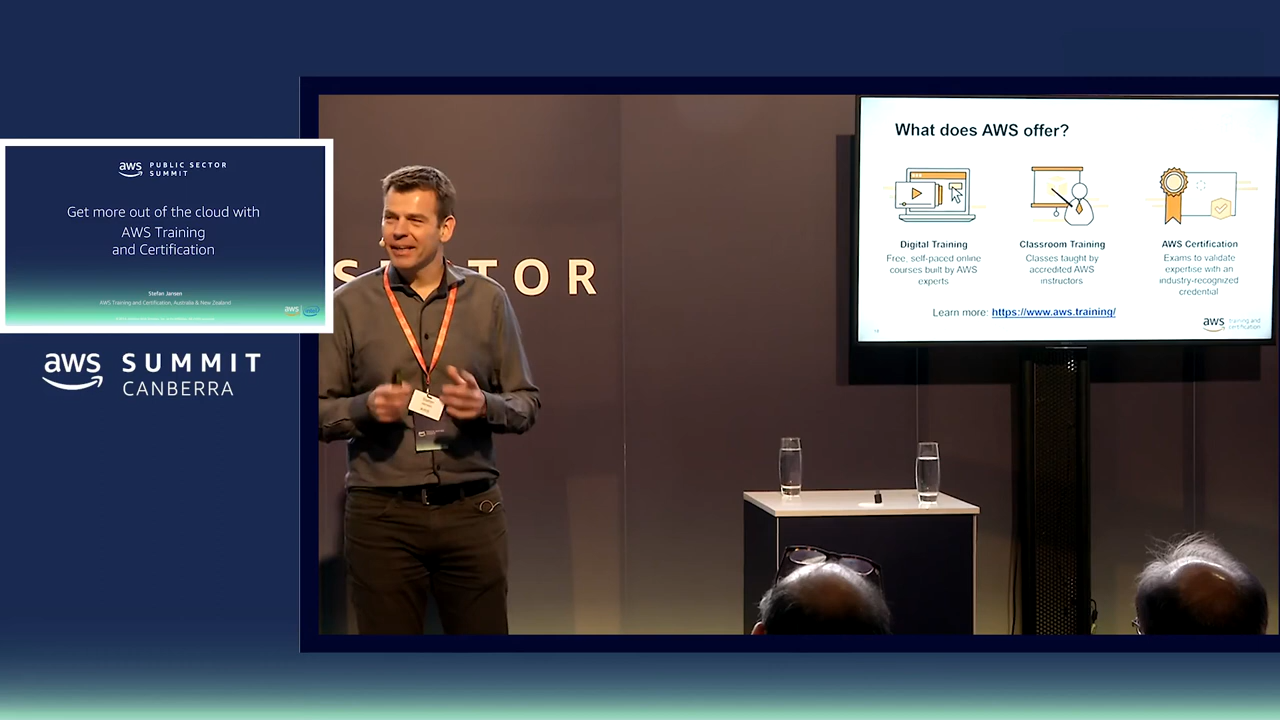 aws PUBLIC SECTOR
SUMMIT
Get more out of the cloud with
AWS Training
and Certification
Stefan Jansen
AWS Training and Certification, Australia & New Zealand
aws intel
aws SUMMIT
CANBERRA
SECTOR
What does AWS offer?
Digital Training
Free, self-paced online
courses built by AWS
experts
Classroom Training
Classes taught by
accredited AWS
instructors
AWS Certification
Exams to validate
expertise with an
industry-recognized
credential
Learn more: https://www.aws.training/
aws training and
certification